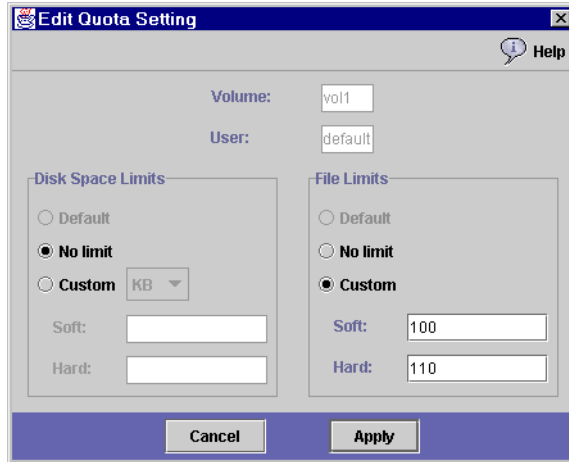 Edit Quota Setting
Help
Volume: vol1
User: default
Disk Space Limits
Default
No limit
Custom KB
Soft:
Hard:
File Limits
Default
No limit
Custom
Soft: 100
Hard: 110
Cancel Apply